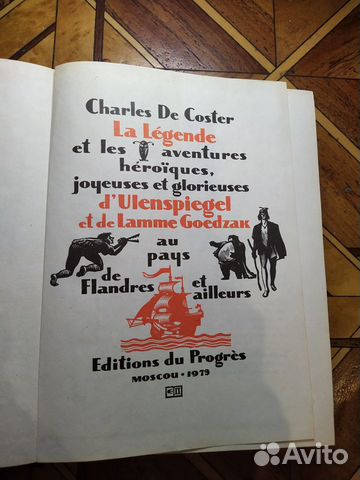 Charles De Coster
La Légende
et les aventures
héroïques,
joyeuses et glorieuses
d'Ulenspiegel
et de Lamme Goedzak
au
pays
de
Flandres et
ailleurs
Editions du Progrès
MOSCOU • 1973
Avito